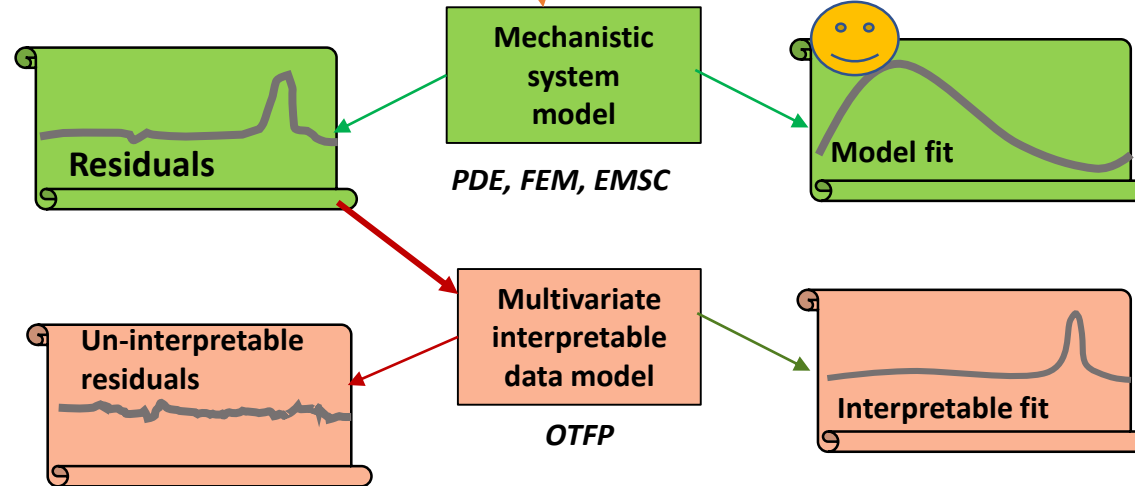 Mechanistic
system
model
Residuals
Model fit
PDE, FEM, EMSC
Multivariate
interpretable
data model
Un-interpretable
residuals
Interpretable fit
OTFP